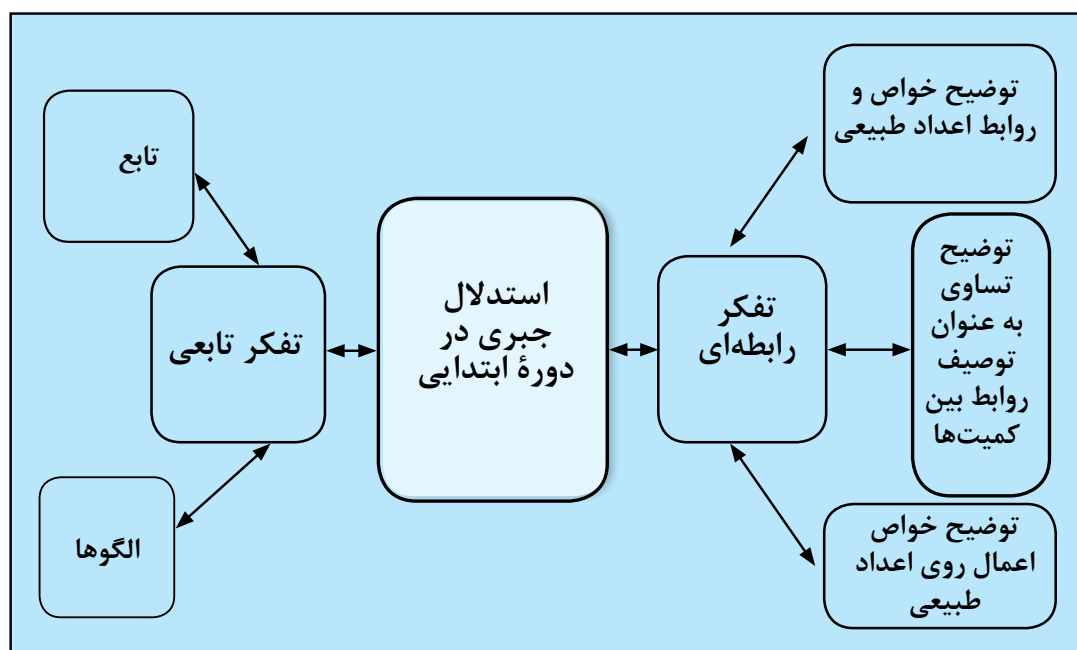 استدلال
جبری در
دورهٔ ابتدایی
تفکر
رابطه‌ای
توضیح خواص و
روابط اعداد طبیعی
توضیح
تساوی
به عنوان
توصیف
روابط بین
کمیت‌ها
توضیح خواص
اعمال روی اعداد
طبیعی
تفکر تابعی
تابع
الگوها